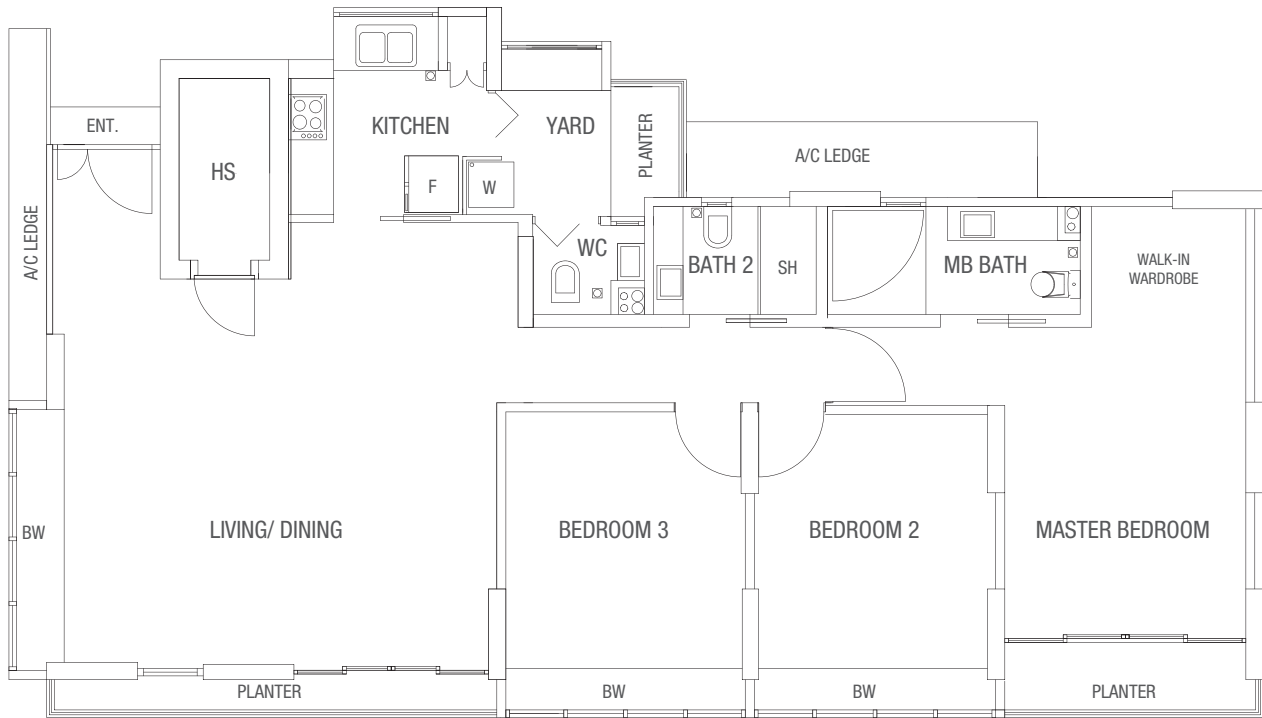 ENT.
KITCHEN
YARD
PLANTER
A/C LEDGE
HS
F
W
A/C LEDGE
WC
BATH 2
SH
MB BATH
WALK-IN
WARDROBE
BW
LIVING/ DINING
BEDROOM 3
BEDROOM 2
MASTER BEDROOM
PLANTER
BW
BW
PLANTER